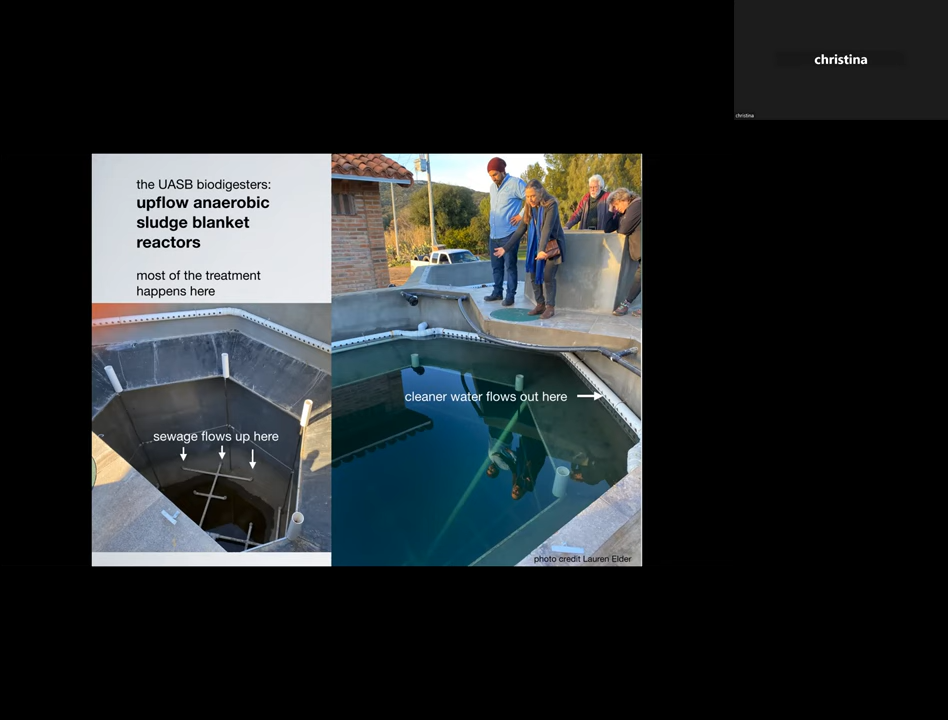 christina
christina
the UASB biodigesters:
upflow anaerobic
sludge blanket
reactors
most of the treatment
happens here
sewage flows up here
cleaner water flows out here
photo credit Lauren Elder